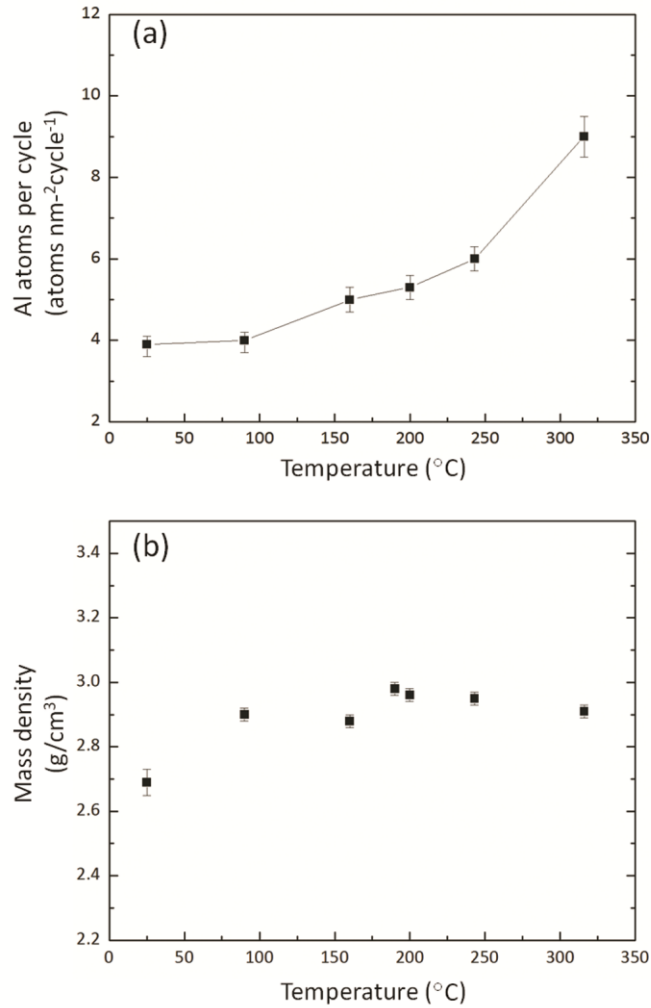 12
(a)
10
8
6
4
2
Al atoms per cycle
(atoms nm-²cycle⁻¹)
0 50 100 150 200 250 300 350
Temperature (°C)
(b)
3.4
3.2
3.0
2.8
2.6
2.4
2.2
Mass density
(g/cm³)
0 50 100 150 200 250 300 350
Temperature (°C)